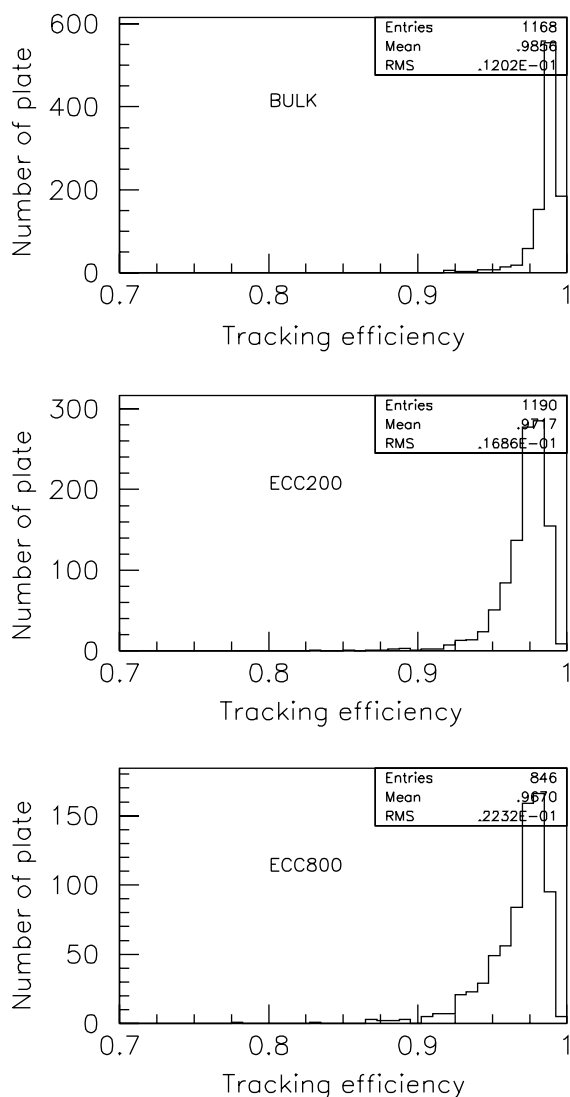 Number of plate
600
400
200
0
Entries 1168
Mean .9856
RMS .1202E-01
BULK
0.7 0.8 0.9 1
Tracking efficiency
Number of plate
300
200
100
0
Entries 1190
Mean .9717
RMS .1686E-01
ECC200
0.7 0.8 0.9 1
Tracking efficiency
Number of plate
150
100
50
0
Entries 846
Mean .9670
RMS .2232E-01
ECC800
0.7 0.8 0.9 1
Tracking efficiency